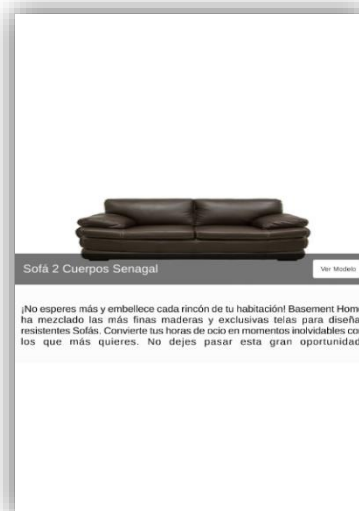 Sofá 2 Cuerpos Senagal
Ver Modelo
¡No esperes más y embellece cada rincón de tu habitación! Basement Home
ha mezclado las más finas maderas y exclusivas telas para diseña
resistentes Sofás. Convierte tus horas de ocio en momentos inolvidables co
los que más quieres. No dejes pasar esta gran oportunidad